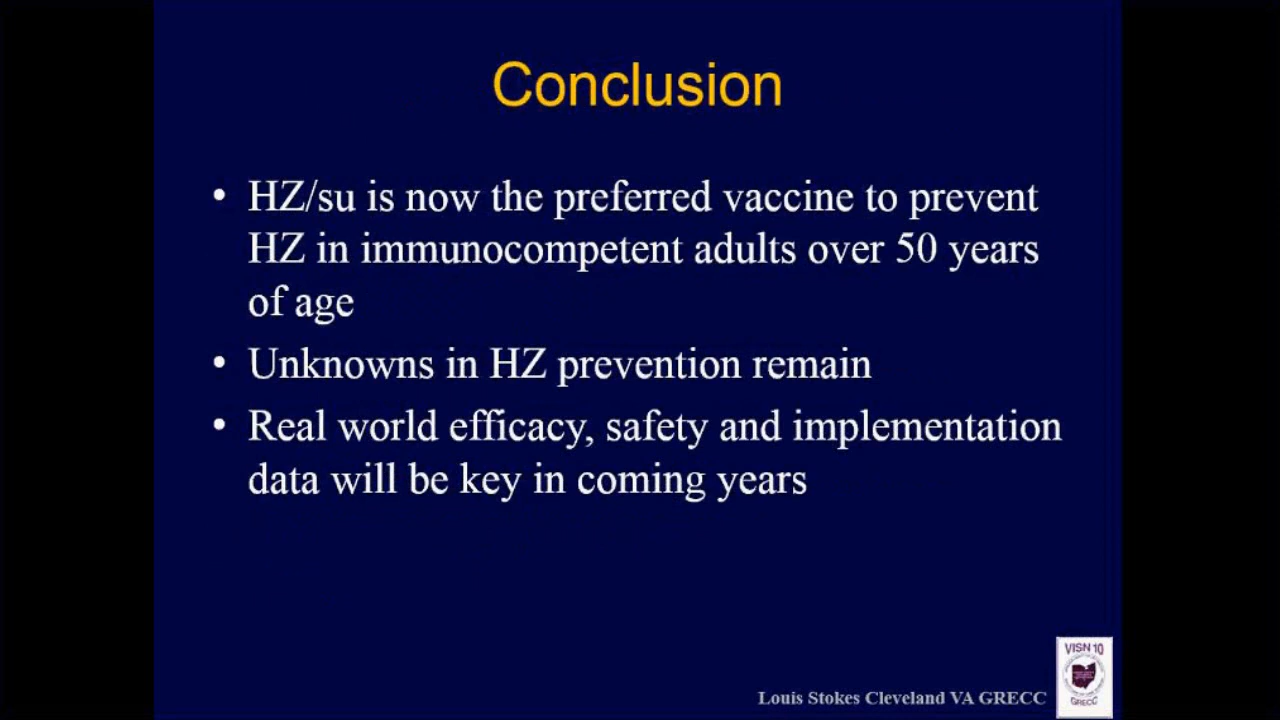 Conclusion
• HZ/su is now the preferred vaccine to prevent
HZ in immunocompetent adults over 50 years
of age
• Unknowns in HZ prevention remain
• Real world efficacy, safety and implementation
data will be key in coming years
VISN 10
GRECC
Louis Stokes Cleveland VA GRECC